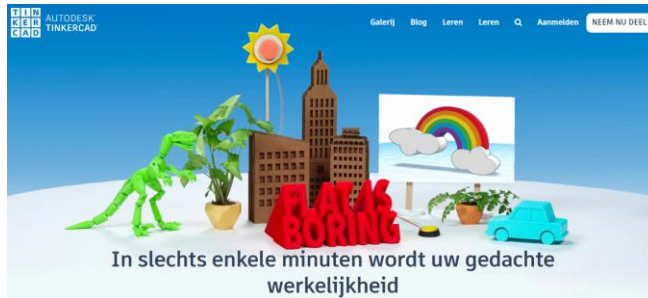 TIN
KER
CAD
AUTODESK®
TINKERCAD®
Galerij Blog Leren Leren Aanmelden NEEM NU DEEL
FLAT IS
BORING
In slechts enkele minuten wordt uw gedachte
werkelijkheid